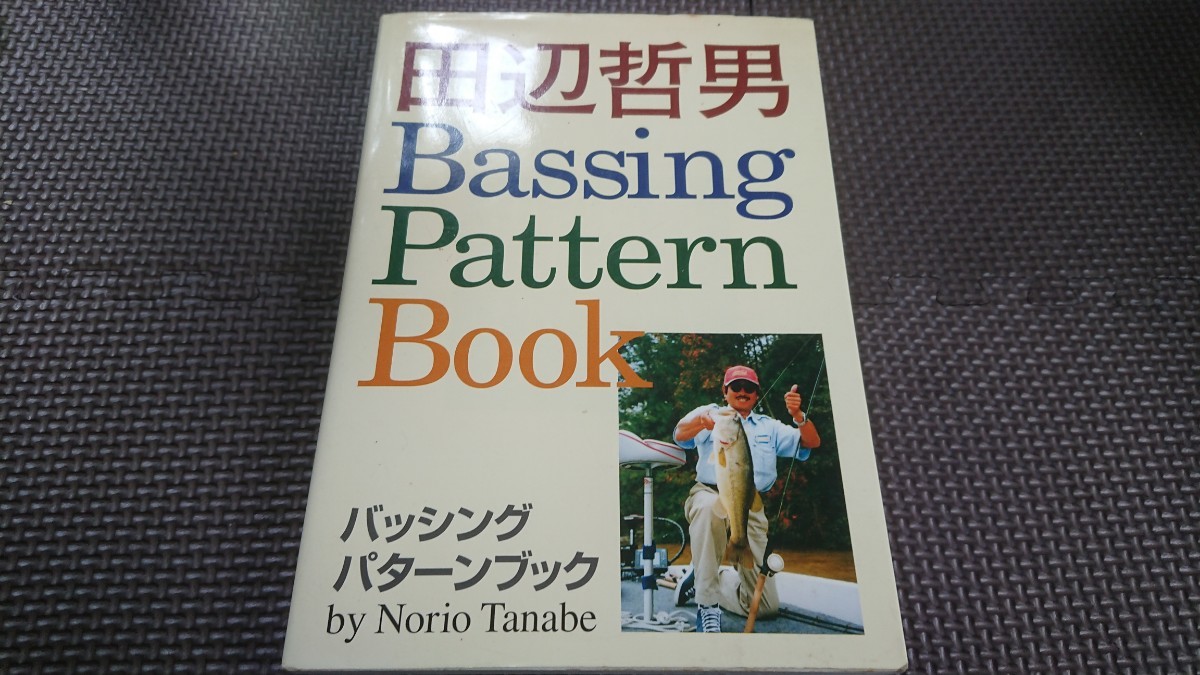 田辺哲男
Bassing
Pattern
Book
バッシング
パターンブック
by Norio Tanabe